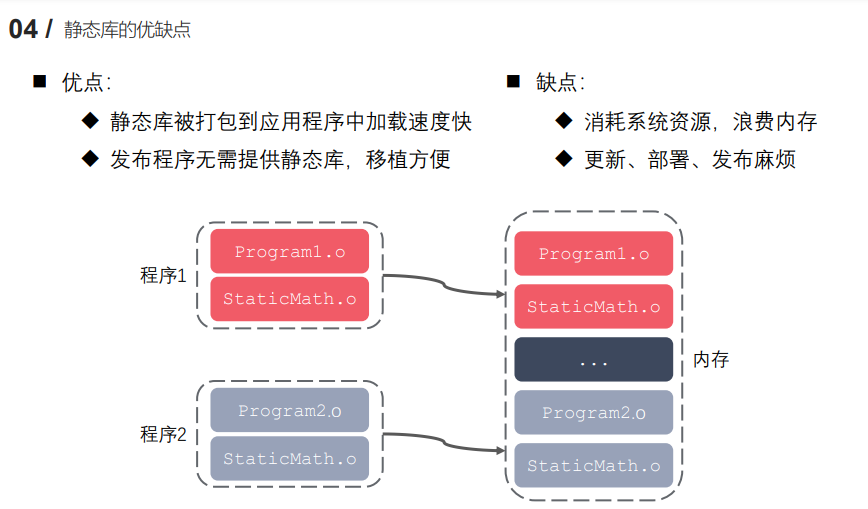 04 / 静态库的优缺点
优点：
静态库被打包到应用程序中加载速度快
发布程序无需提供静态库，移植方便
缺点：
消耗系统资源，浪费内存
更新、部署、发布麻烦
程序1
Program1.o
StaticMath.o
程序2
Program2.o
StaticMath.o
Program1.o
StaticMath.o
...
Program2.o
StaticMath.o
内存